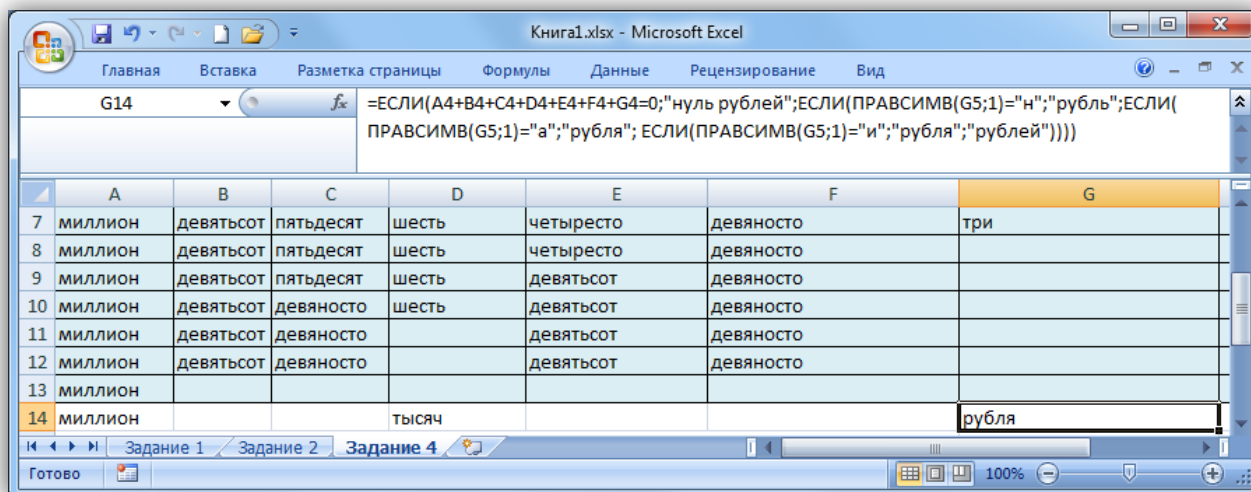 Книга1.xlsx - Microsoft Excel
Главная Вставка Разметка страницы Формулы Данные Рецензирование Вид
G14 fx =ЕСЛИ(A4+B4+C4+D4+E4+F4+G4=0;"нуль рублей";ЕСЛИ(ПРАВСИМВ(G5;1)="н";"рубль";ЕСЛИ(
ПРАВСИМВ(G5;1)="а";"рубля"; ЕСЛИ(ПРАВСИМВ(G5;1)="и";"рубля";"рублей"))))
A B C D E F G
7 миллион девятьсот пятьдесят шесть четыресто девяносто три
8 миллион девятьсот пятьдесят шесть четыресто девяносто
9 миллион девятьсот пятьдесят шесть девятьсот девяносто
10 миллион девятьсот девяносто шесть девятьсот девяносто
11 миллион девятьсот девяносто девятьсот девяносто
12 миллион девятьсот девяносто девятьсот девяносто
13 миллион
14 миллион тысяч рубля
Задание 1 Задание 2 Задание 4
Готово 100%